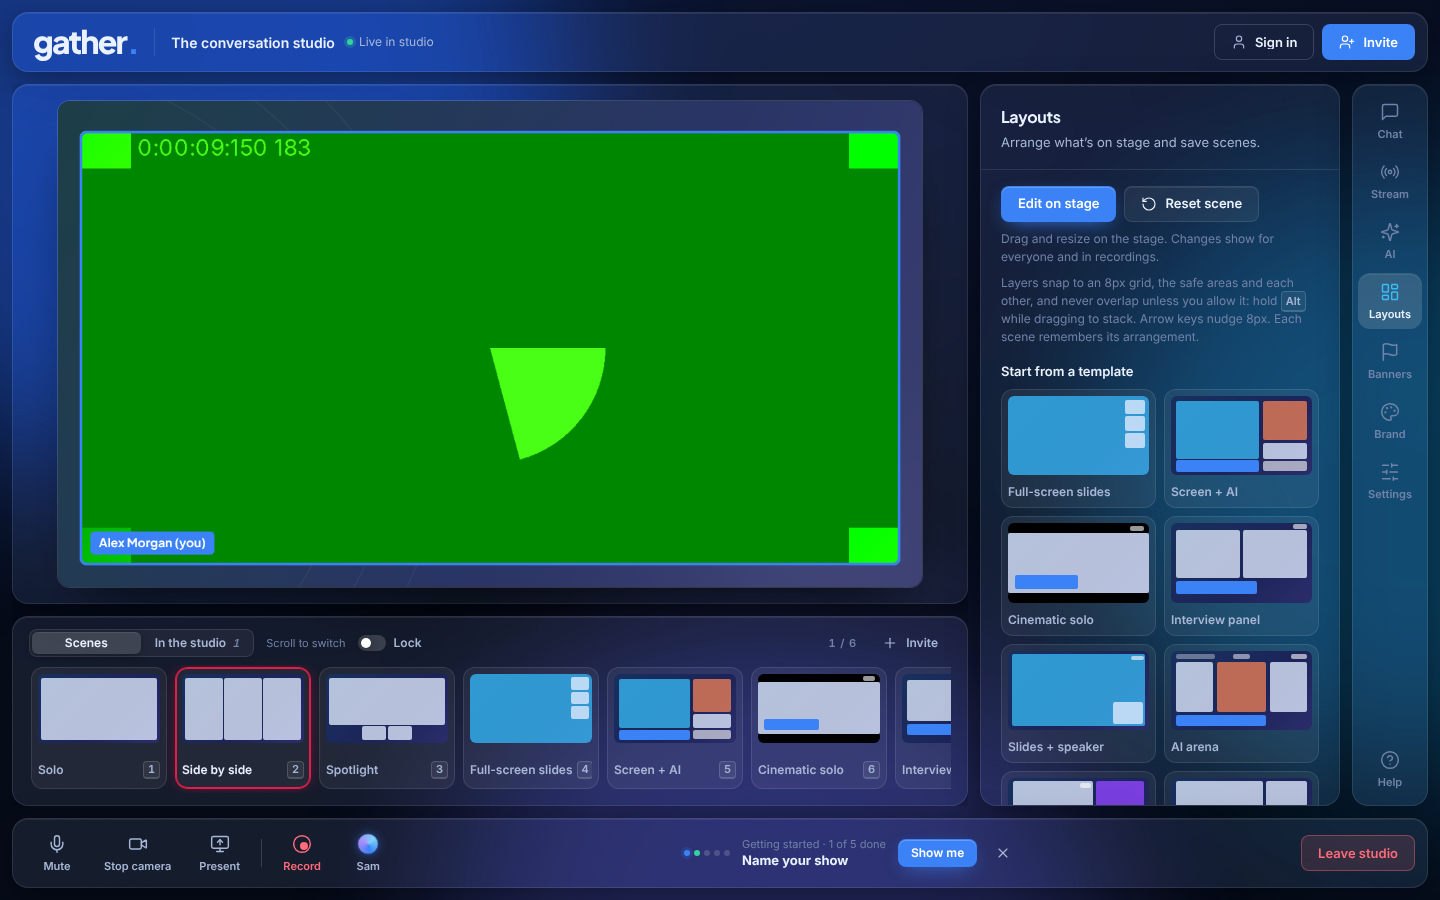 gather.
The conversation studio
Live in studio
Sign in
Invite
0:00:09:150 183
Alex Morgan (you)
Layouts
Arrange what's on stage and save scenes.
Edit on stage
Reset scene
Drag and resize on the stage. Changes show for
everyone and in recordings.
Layers snap to an 8px grid, the safe areas and each
other, and never overlap unless you allow it: hold Alt
while dragging to stack. Arrow keys nudge 8px. Each
scene remembers its arrangement.
Start from a template
Full-screen slides
Screen + AI
Cinematic solo
Interview panel
Slides + speaker
AI arena
Chat
Stream
AI
Layouts
Banners
Brand
Settings
Help
Scenes
In the studio 1
Scroll to switch
Lock
1 / 6
Invite
Solo 1
Side by side 2
Spotlight 3
Full-screen slides 4
Screen + AI 5
Cinematic solo 6
Interview
Mute
Stop camera
Present
Record
Sam
Getting started · 1 of 5 done
Name your show
Show me
Leave studio